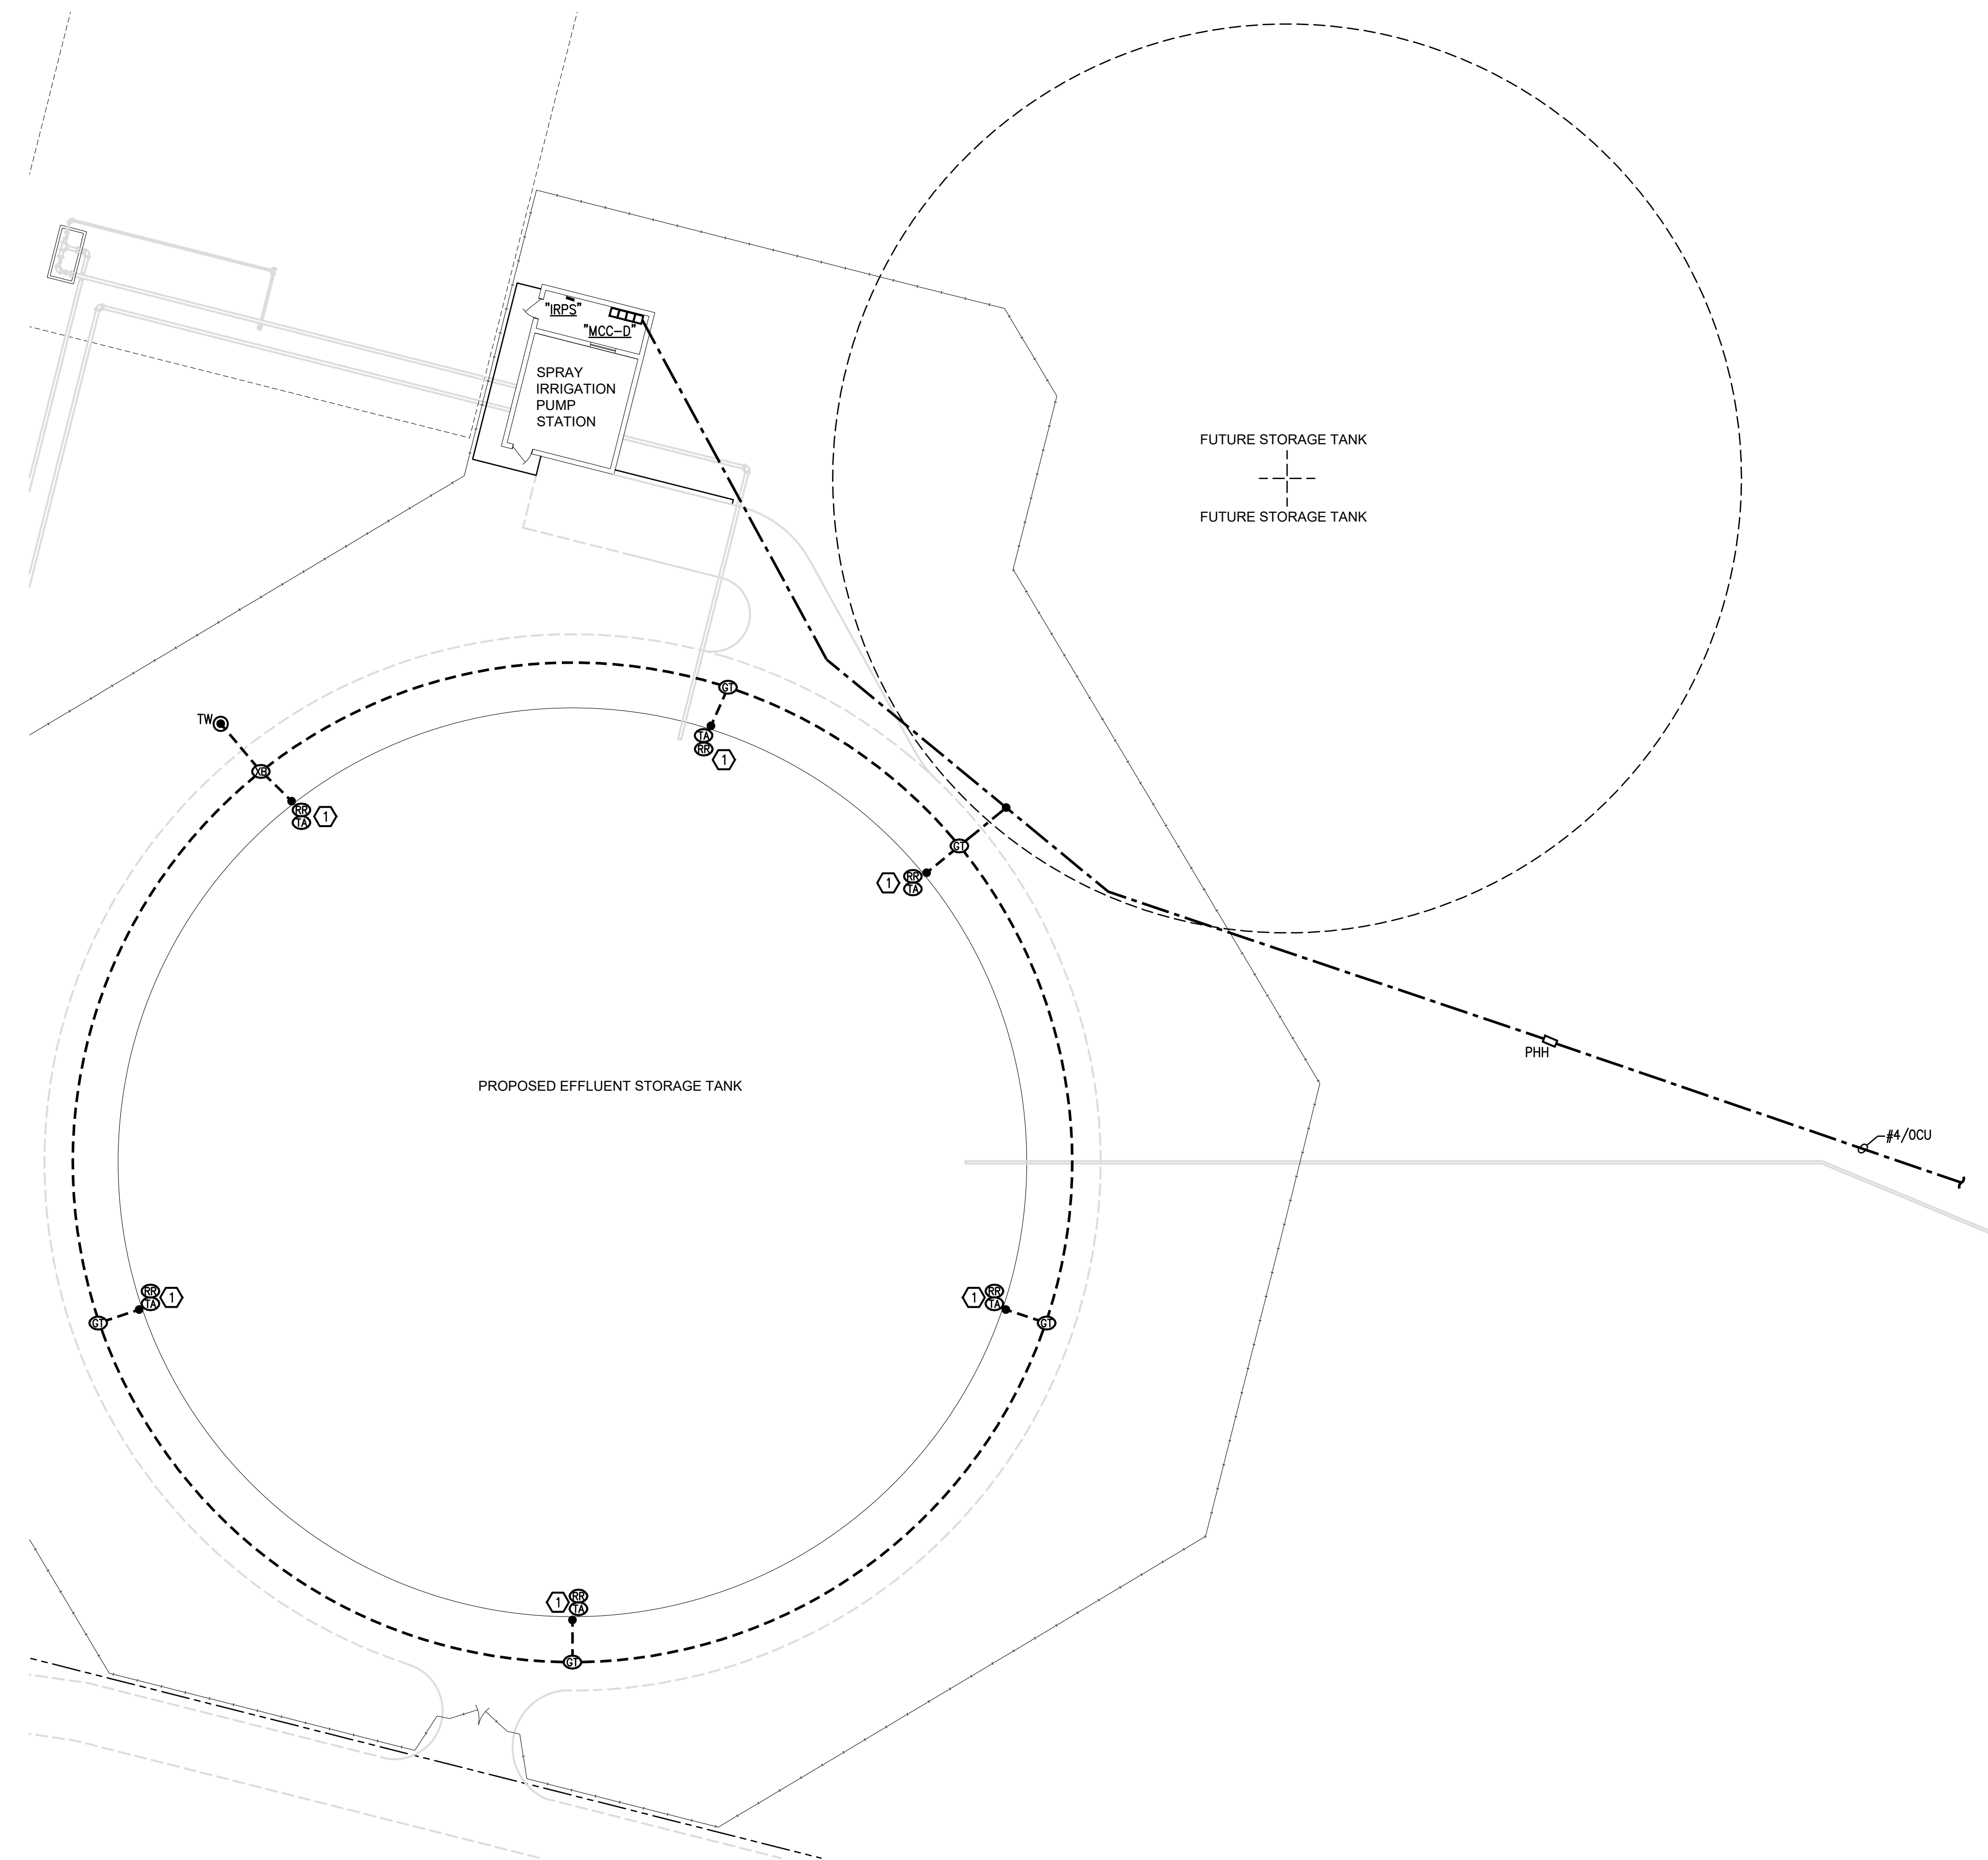 "IRPS"
"MCC-D"
SPRAY
IRRIGATION
PUMP
STATION
FUTURE STORAGE TANK
FUTURE STORAGE TANK
GT
TW
TA
RR
1
XB
RR
TA
1
GT
1
RR
TA
PHH
PROPOSED EFFLUENT STORAGE TANK
#4/0CU
RR
TA
1
GT
1
RR
TA
GT
1
RR
TA
GT